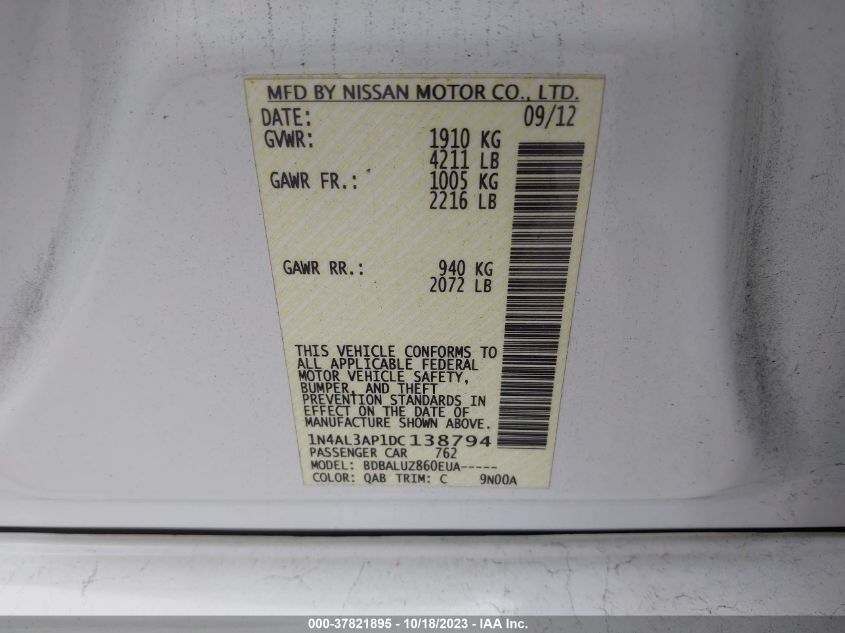 MFD BY NISSAN MOTOR CO., LTD.
DATE: 09/12
GVWR: 1910 KG
4211 LB
GAWR FR.: 1005 KG
2216 LB
GAWR RR.: 940 KG
2072 LB
THIS VEHICLE CONFORMS TO
ALL APPLICABLE FEDERAL
MOTOR VEHICLE SAFETY,
BUMPER, AND THEFT
PREVENTION STANDARDS IN
EFFECT ON THE DATE OF
MANUFACTURE SHOWN ABOVE.
1N4AL3AP1DC138794
PASSENGER CAR 762
MODEL: BDBALUZ860EUA-----
COLOR: QAB TRIM: C 9N00A
000-37821895 - 10/18/2023 - IAA Inc.